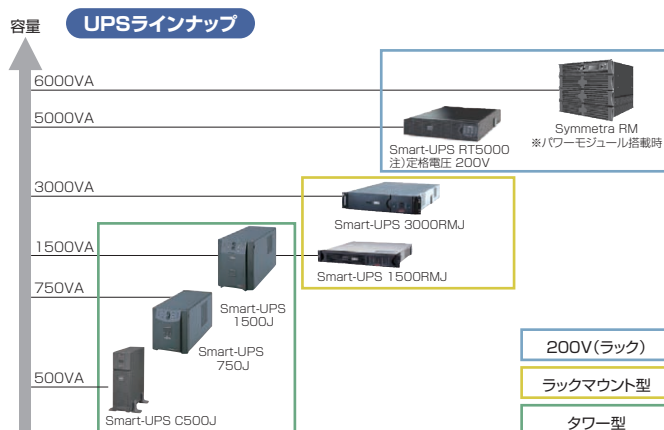 容量
UPSラインナップ
6000VA
Symmetra RM
※パワーモジュール搭載時
5000VA
Smart-UPS RT5000
注)定格電圧 200V
3000VA
Smart-UPS 3000RMJ
1500VA
Smart-UPS 1500RMJ
Smart-UPS
1500J
750VA
Smart-UPS
750J
500VA
Smart-UPS C500J
200V(ラック)
ラックマウント型
タワー型